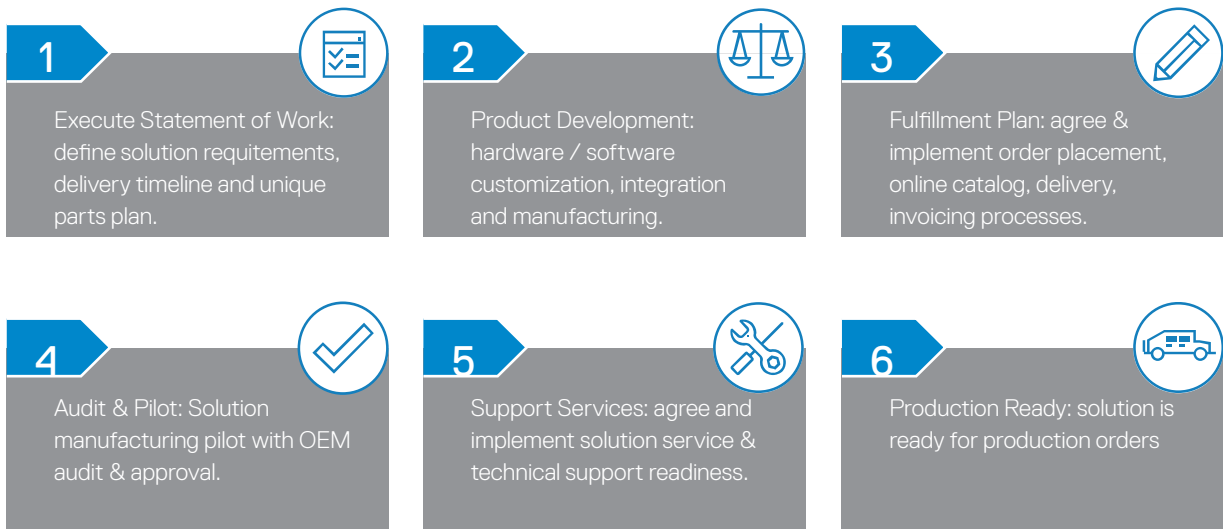 1
Execute Statement of Work:
define solution requitements,
delivery timeline and unique
parts plan.
2
Product Development:
hardware / software
customization, integration
and manufacturing.
3
Fulfillment Plan: agree &
implement order placement,
online catalog, delivery,
invoicing processes.
4
Audit & Pilot: Solution
manufacturing pilot with OEM
audit & approval.
5
Support Services: agree and
implement solution service &
technical support readiness.
6
Production Ready: solution is
ready for production orders